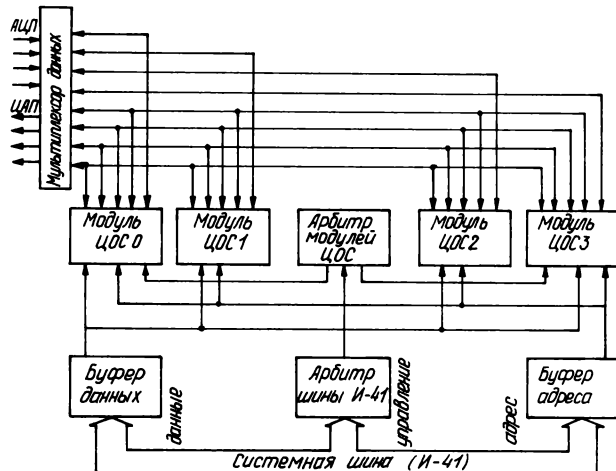 АЦП
ЦАП
Мультиплексор данных
Модуль
ЦОС 0
Модуль
ЦОС 1
Арбитр
модулей
ЦОС
Модуль
ЦОС 2
Модуль
ЦОС 3
Буфер
данных
данные
Арбитр
шины И-41
управление
адрес
Буфер
адреса
Системная шина (И-41)